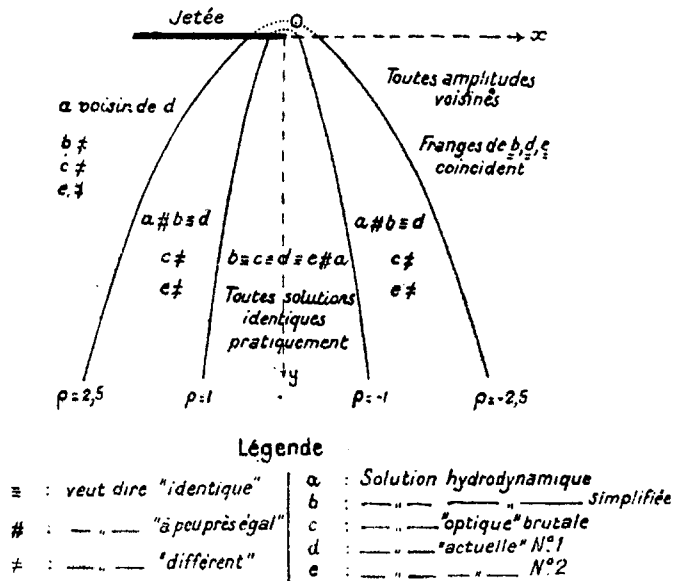 Jetée
O
x
Toutes amplitudes
voisines
a voisin de d
b ≠
c ≠
e ≠
Franges de b, d, e
coincident
a # b ≡ d
c ≠
e ≠
b ≡ c ≡ d ≡ e # a
Toutes solutions
identiques
pratiquement
a # b ≡ d
c ≠
e ≠
ρ=2,5
ρ=1
y
ρ=-1
ρ=-2,5
Légende
≡ : veut dire "identique"
# : —„— "à peu près égal"
≠ : —„— "différent"
a : Solution hydrodynamique
b : —„— —„— simplifiée
c : —„— "optique" brutale
d : —„— "actuelle" N°1
e : —„— —„— N°2